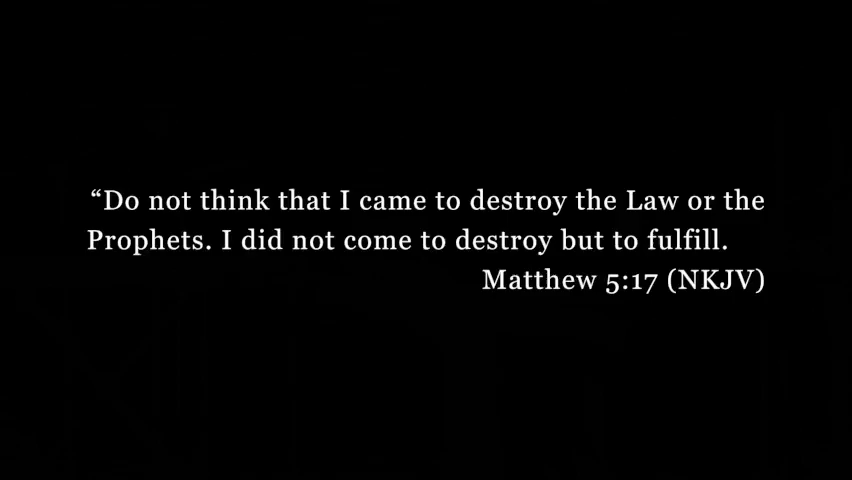 “Do not think that I came to destroy the Law or the
Prophets. I did not come to destroy but to fulfill.
Matthew 5:17 (NKJV)